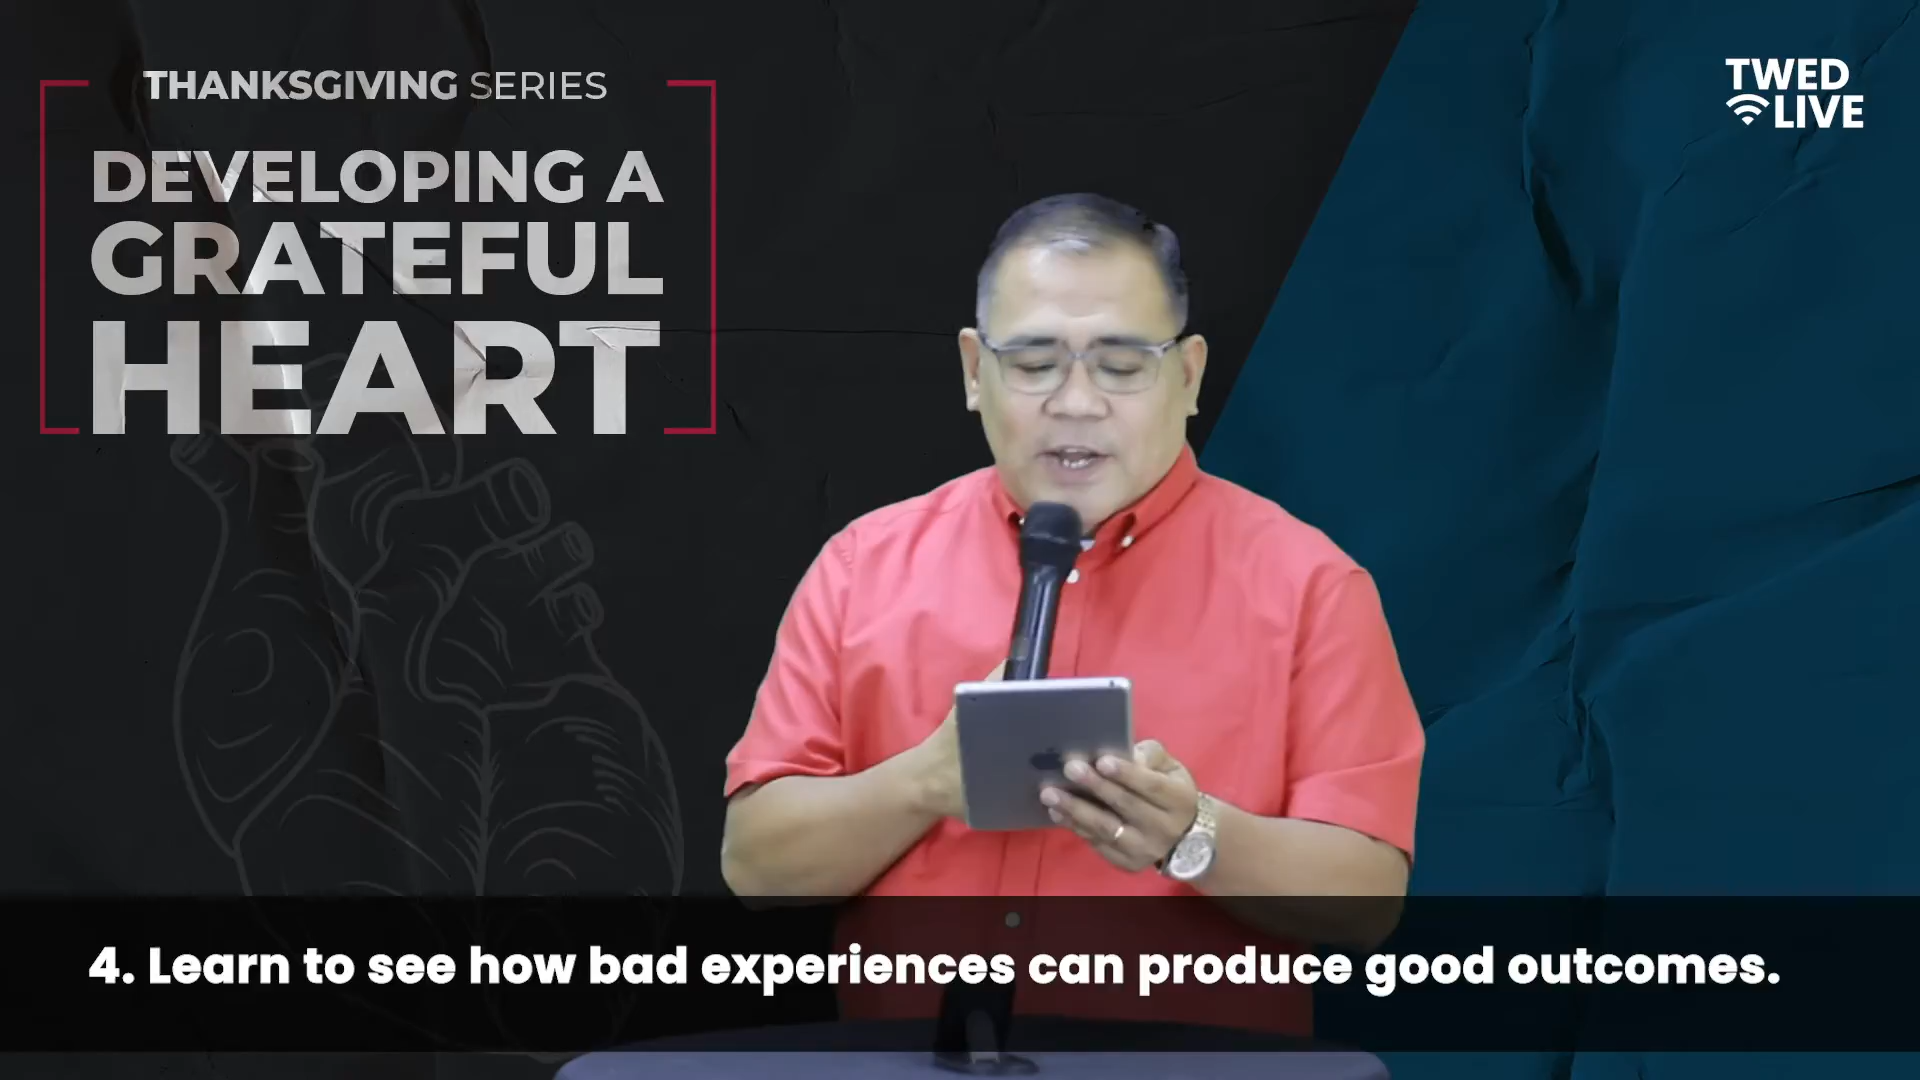 THANKSGIVING SERIES
DEVELOPING A
GRATEFUL
HEART
TWED
LIVE
4. Learn to see how bad experiences can produce good outcomes.